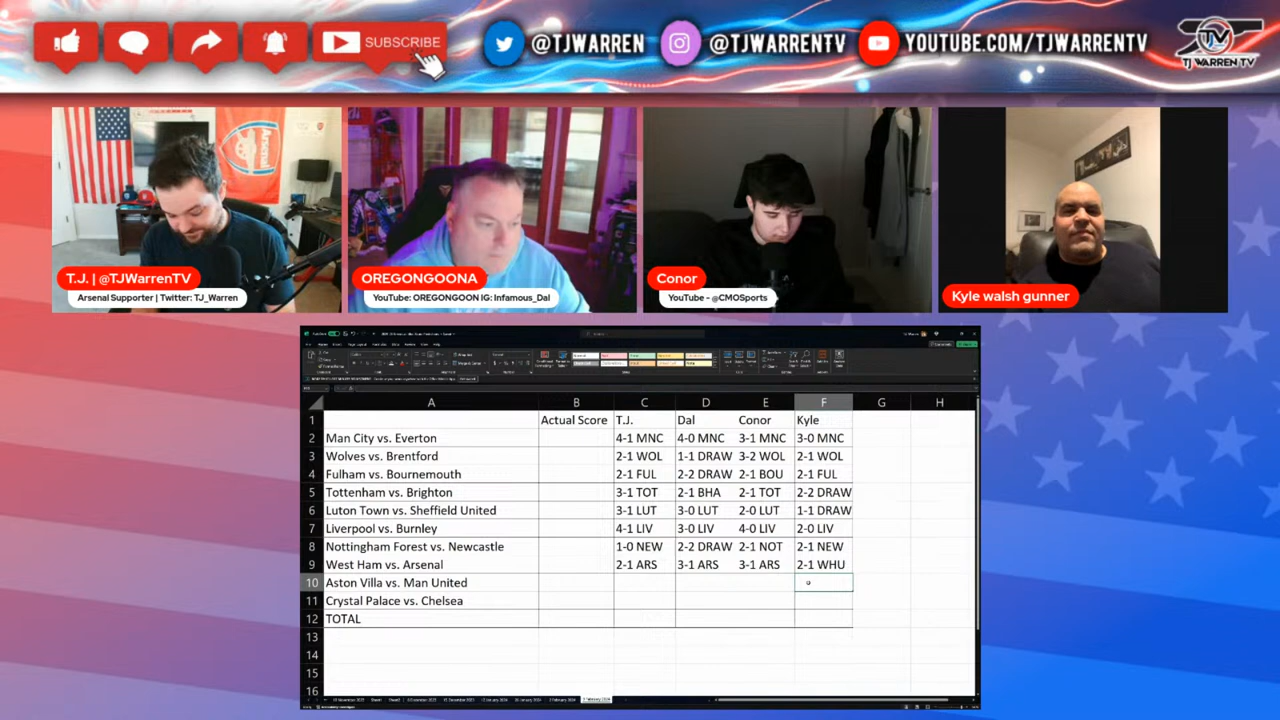 SUBSCRIBE
@TJWARREN
@TJWARRENTV
YOUTUBE.COM/TJWARRENTV
TV
TJ WARREN TV
Arsenal
T.J. | @TJWarrenTV
Arsenal Supporter | Twitter: TJ_Warren
OREGONGOONA
YouTube: OREGONGOON IG: Infamous_Dal
Conor
YouTube - @CMOSports
Kyle walsh gunner
A B C D E F G H
1 Actual Score T.J. Dal Conor Kyle
2 Man City vs. Everton 4-1 MNC 4-0 MNC 3-1 MNC 3-0 MNC
3 Wolves vs. Brentford 2-1 WOL 1-1 DRAW 3-2 WOL 2-1 WOL
4 Fulham vs. Bournemouth 2-1 FUL 2-2 DRAW 2-1 BOU 2-1 FUL
5 Tottenham vs. Brighton 3-1 TOT 2-1 BHA 2-1 TOT 2-2 DRAW
6 Luton Town vs. Sheffield United 3-1 LUT 3-0 LUT 2-0 LUT 1-1 DRAW
7 Liverpool vs. Burnley 4-1 LIV 3-0 LIV 4-0 LIV 2-0 LIV
8 Nottingham Forest vs. Newcastle 1-0 NEW 2-2 DRAW 2-1 NOT 2-1 NEW
9 West Ham vs. Arsenal 2-1 ARS 3-1 ARS 3-1 ARS 2-1 WHU
10 Aston Villa vs. Man United
11 Crystal Palace vs. Chelsea
12 TOTAL
13
14
15
16